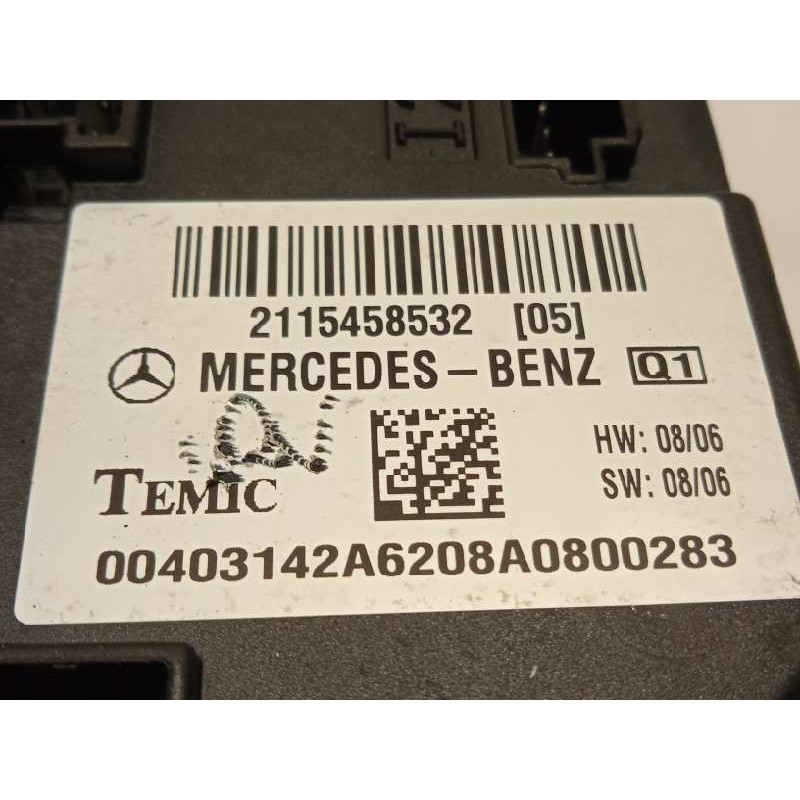 2115458532 [05]
MERCEDES-BENZ Q1
HW: 08/06
TEMIC
SW: 08/06
00403142A6208A0800283